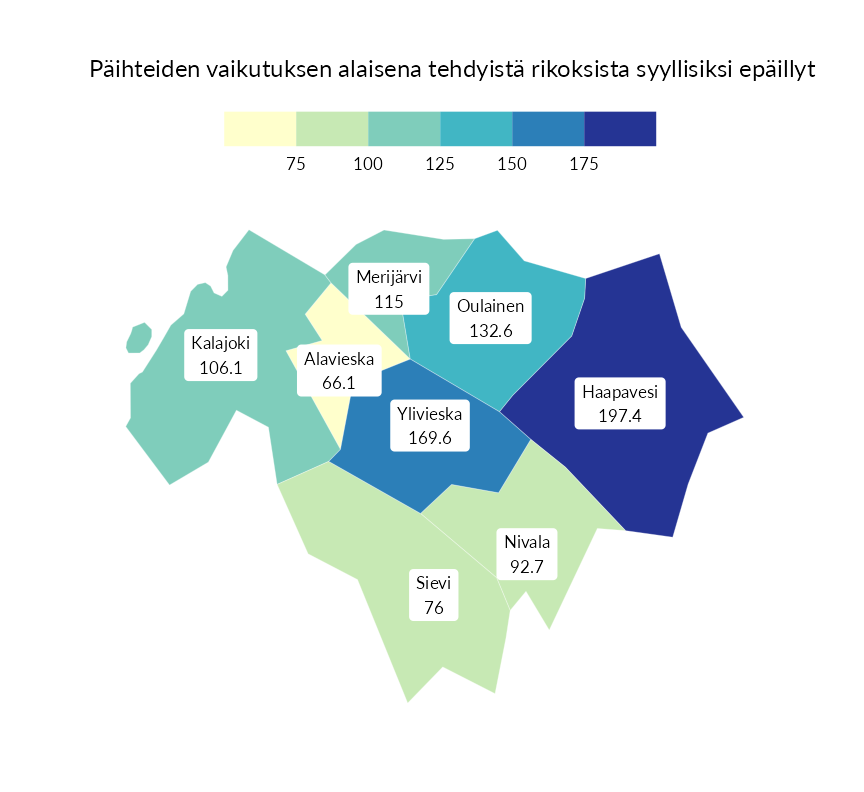 Päihteiden vaikutuksen alaisena tehdyistä rikoksista syyllisiksi epäillyt
75 100 125 150 175
Merijärvi
115
Oulainen
132.6
Kalajoki
106.1
Alavieska
66.1
Haapavesi
197.4
Ylivieska
169.6
Nivala
92.7
Sievi
76